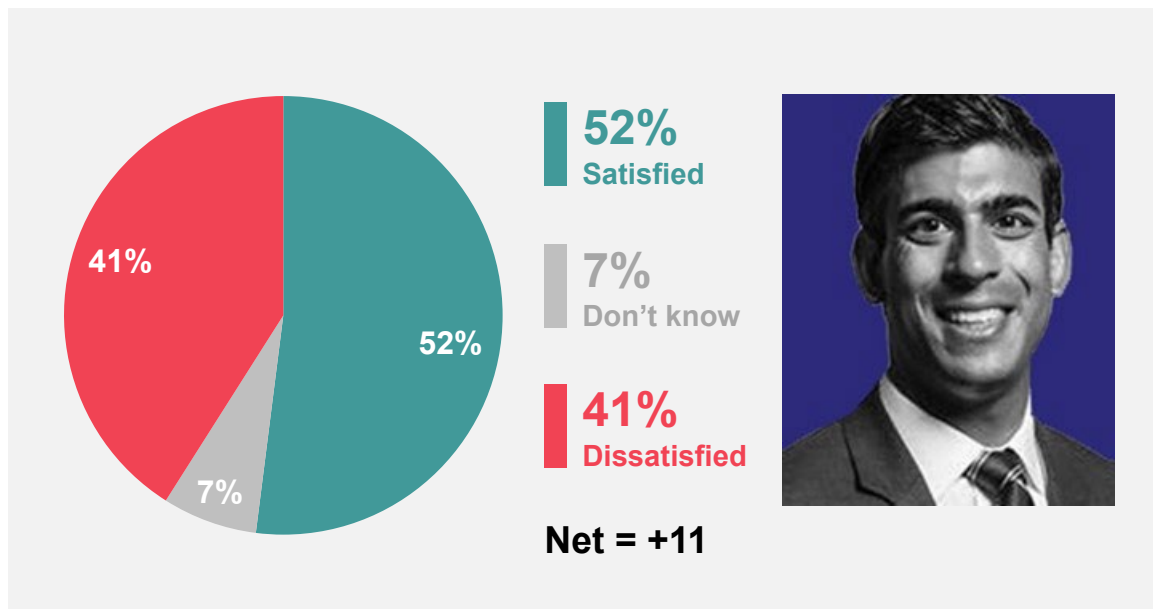 41%
52%
7%
52%
Satisfied
7%
Don’t know
41%
Dissatisfied
Net = +11